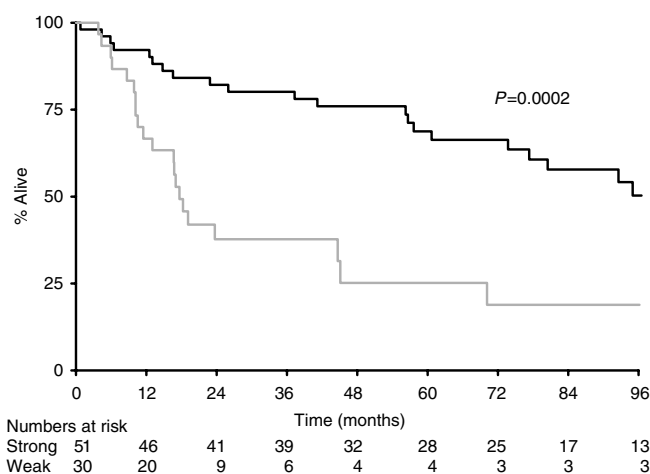 100
75
50
25
0
% Alive
P=0.0002
0 12 24 36 48 60 72 84 96
Time (months)
Numbers at risk
Strong 51 46 41 39 32 28 25 17 13
Weak 30 20 9 6 4 4 3 3 3